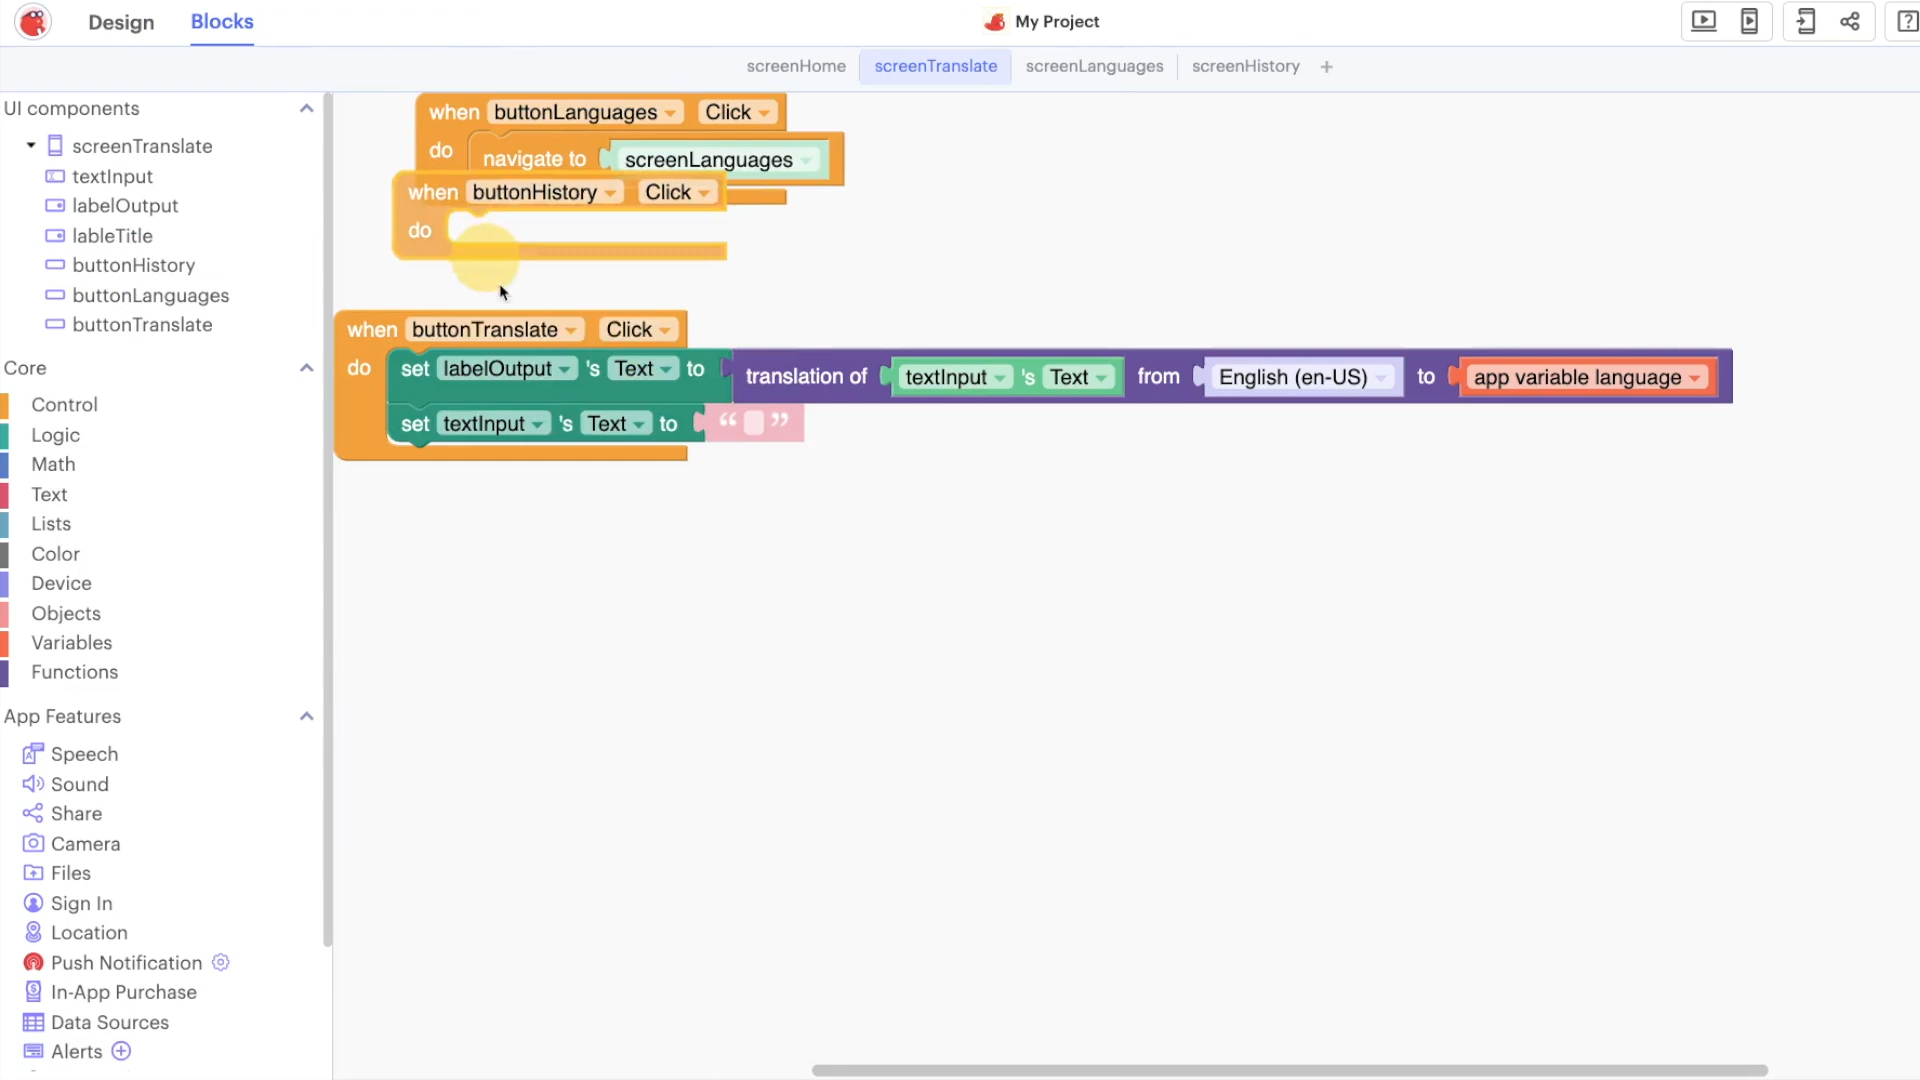 Design Blocks My Project
screenHome screenTranslate screenLanguages screenHistory +
UI components
screenTranslate
textInput
labelOutput
lableTitle
buttonHistory
buttonLanguages
buttonTranslate
Core
Control
Logic
Math
Text
Lists
Color
Device
Objects
Variables
Functions
App Features
Speech
Sound
Share
Camera
Files
Sign In
Location
Push Notification
In-App Purchase
Data Sources
Alerts
when buttonLanguages Click
do navigate to screenLanguages
when buttonHistory Click
do
when buttonTranslate Click
do set labelOutput 's Text to translation of textInput 's Text from English (en-US) to app variable language
set textInput 's Text to “ ”